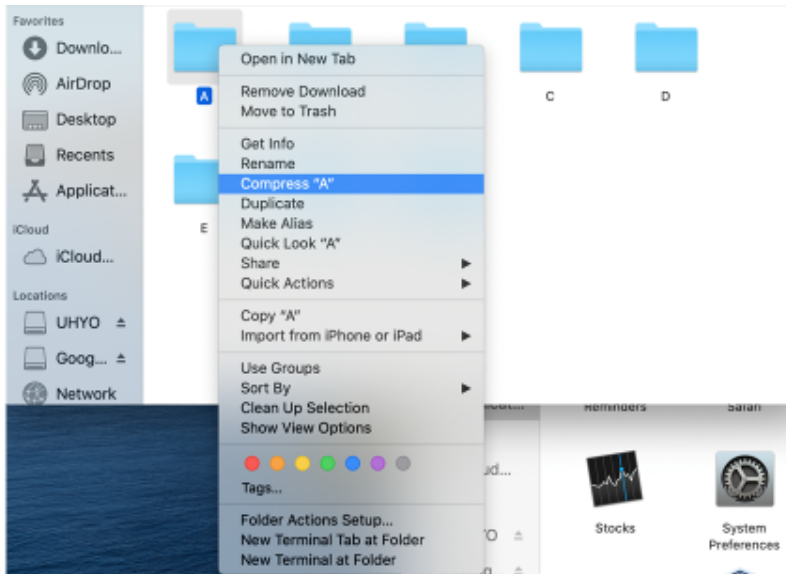 Favorites
Downlo...
AirDrop
Desktop
Recents
Applicat...
iCloud
iCloud...
Locations
UHYO
Goog...
Network
A
C
D
E
Open in New Tab
Remove Download
Move to Trash
Get Info
Rename
Compress “A”
Duplicate
Make Alias
Quick Look “A”
Share
Quick Actions
Copy “A”
Import from iPhone or iPad
Use Groups
Sort By
Clean Up Selection
Show View Options
Tags...
Folder Actions Setup...
New Terminal Tab at Folder
New Terminal at Folder
Reminders
Safari
Stocks
System
Preferences